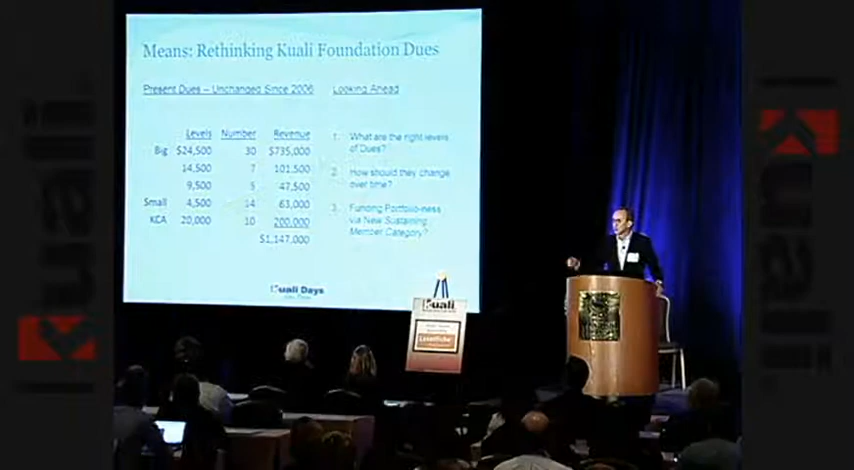 Means: Rethinking Kuali Foundation Dues
Present Dues – Unchanged Since 2006
Looking Ahead
Levels Number Revenue
Big $24,500 30 $735,000
14,500 7 101,500
9,500 5 47,500
Small 4,500 14 63,000
KCA 20,000 10 200,000
$1,147,000
1. What are the right levels
of Dues?
2. How should they change
over time?
3. Funding Portfolio-ness
via New Sustaining
Member Category?
Kuali Days
Kuali
kuali
kuali